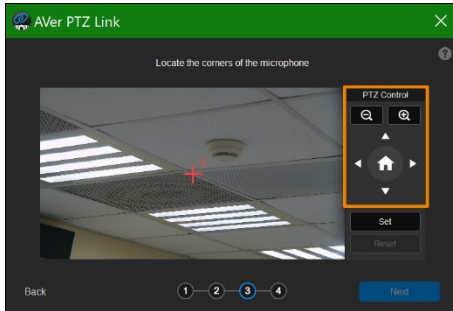 AVer PTZ Link
Locate the corners of the microphone
?
PTZ Control
1
Set
Reset
Back
1 2 3 4
Next